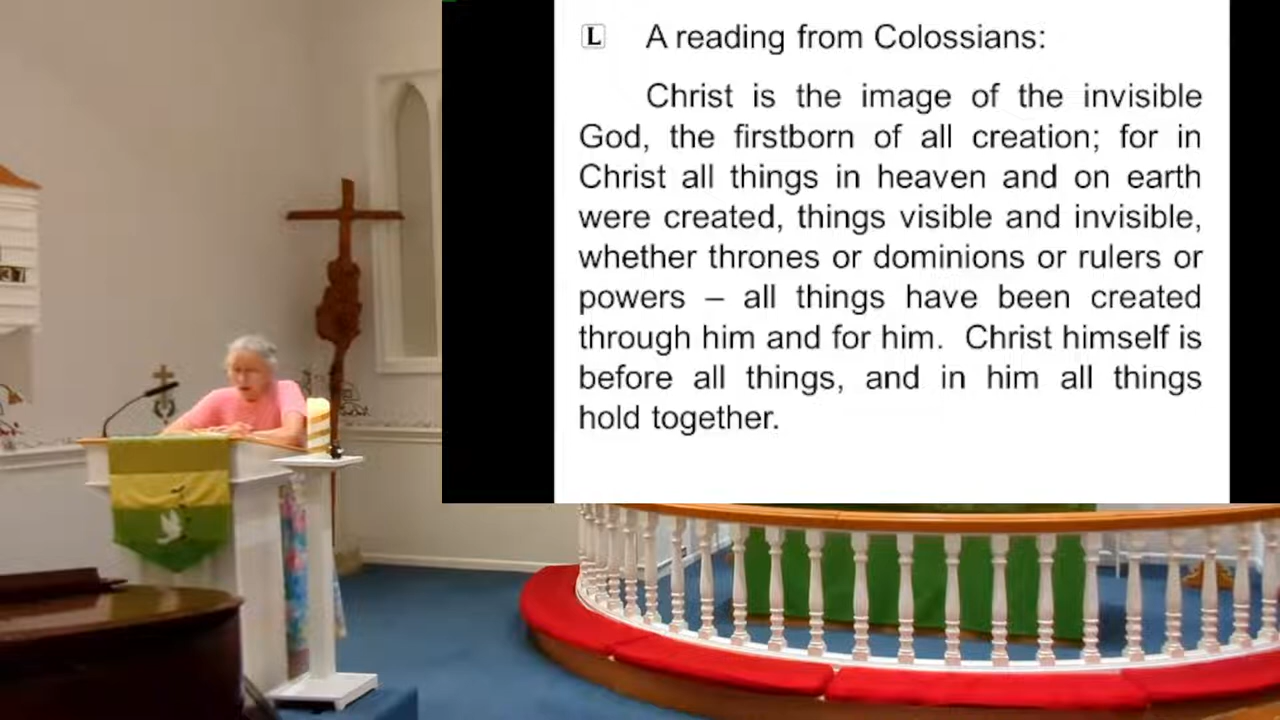 L A reading from Colossians:
Christ is the image of the invisible
God, the firstborn of all creation; for in
Christ all things in heaven and on earth
were created, things visible and invisible,
whether thrones or dominions or rulers or
powers – all things have been created
through him and for him. Christ himself is
before all things, and in him all things
hold together.